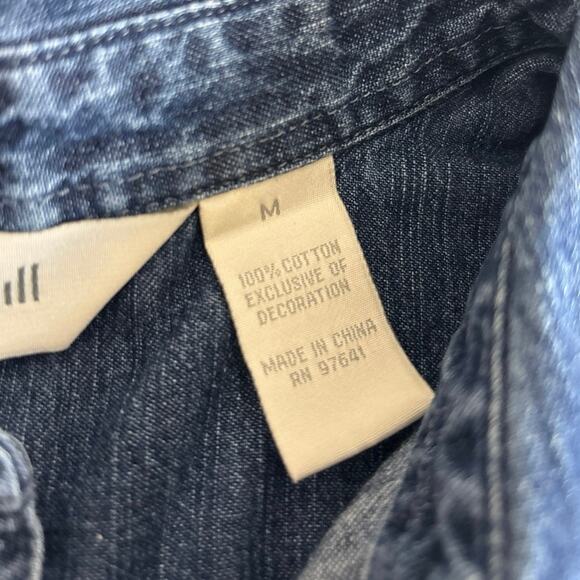 M
100% COTTON
EXCLUSIVE OF
DECORATION
MADE IN CHINA
RN 97641